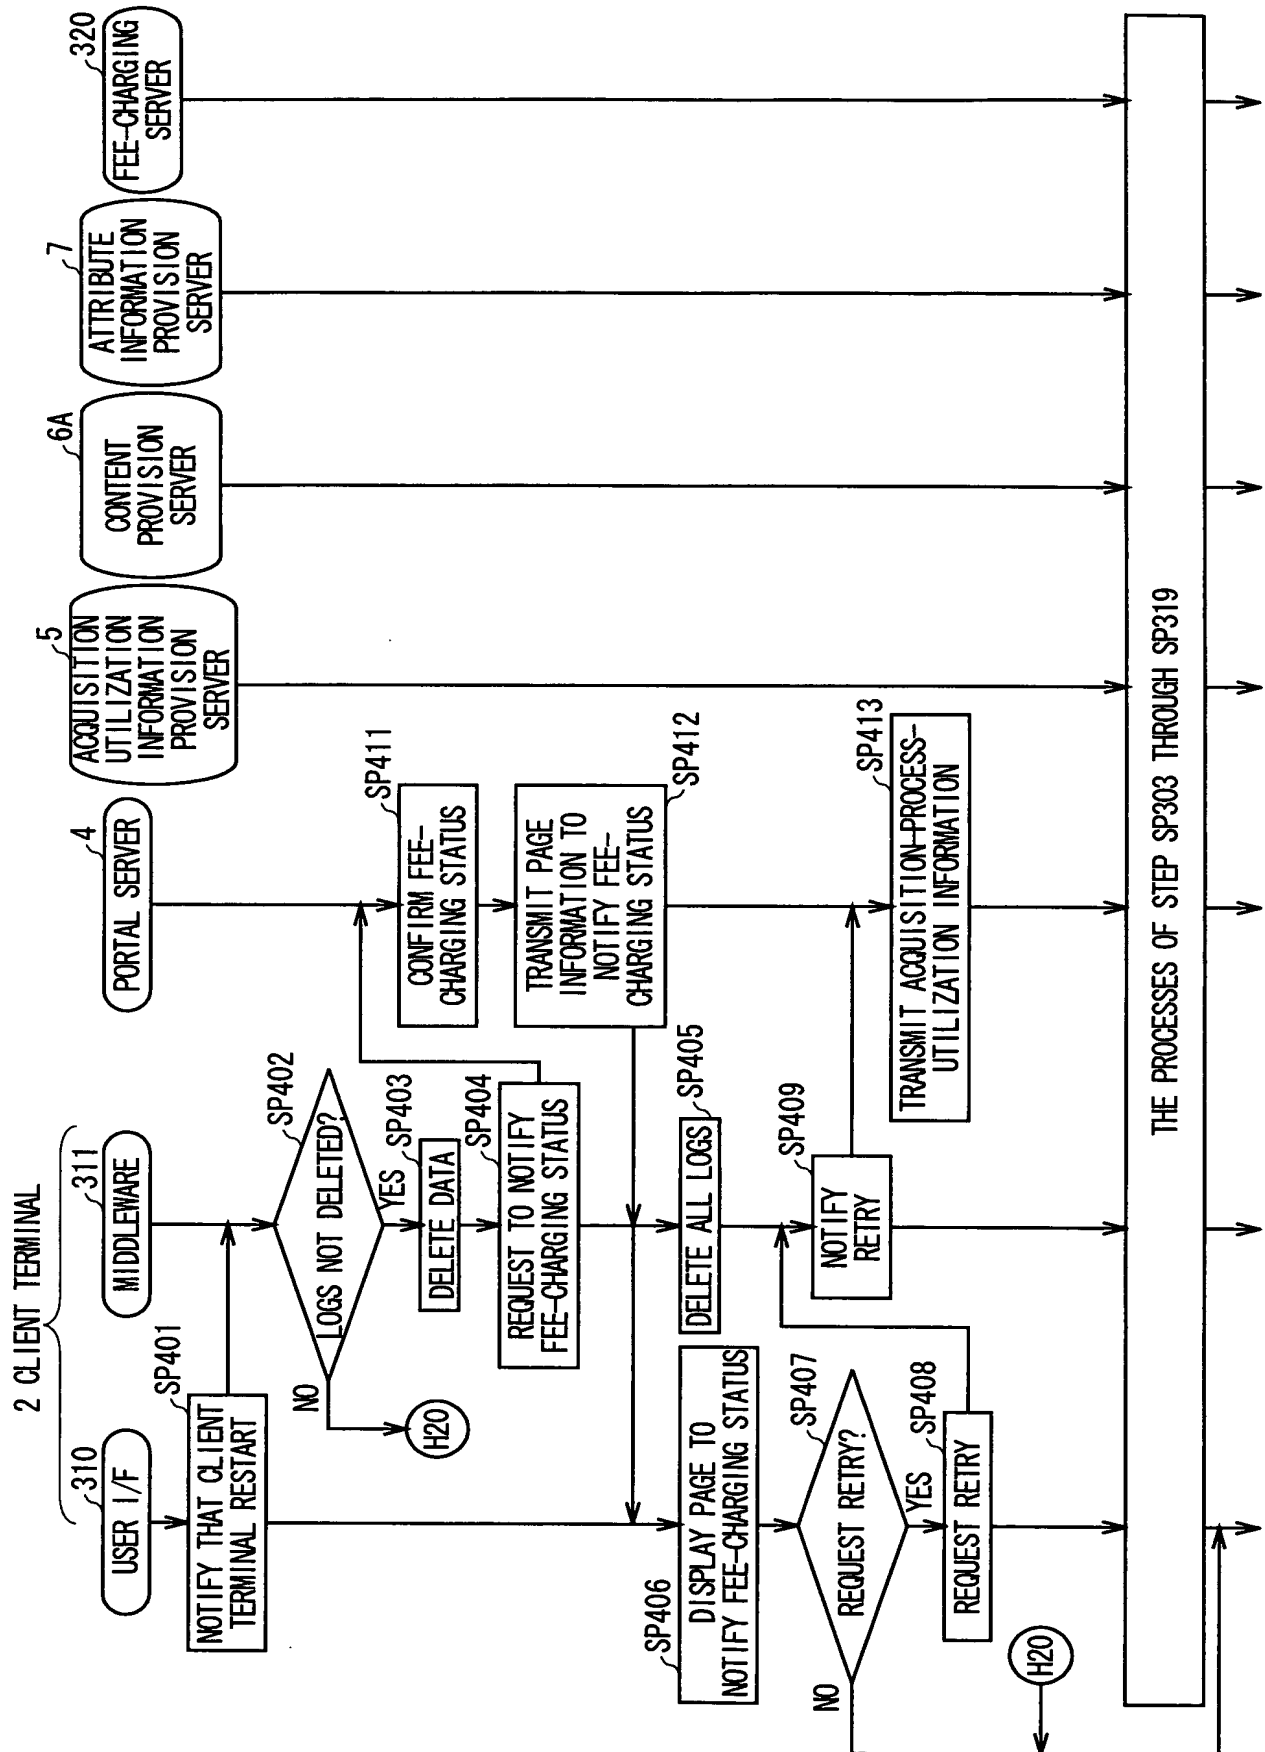 2 CLIENT TERMINAL
310
USER I/F
311
MIDDLEWARE
4
PORTAL SERVER
5
ACQUISITION
UTILIZATION
INFORMATION
PROVISION
SERVER
6A
CONTENT
PROVISION
SERVER
7
ATTRIBUTE
INFORMATION
PROVISION
SERVER
320
FEE-CHARGING
SERVER
SP401
NOTIFY THAT CLIENT
TERMINAL RESTART
SP402
LOGS NOT DELETED?
NO
YES
H20
SP403
DELETE DATA
SP404
REQUEST TO NOTIFY
FEE-CHARGING STATUS
SP411
CONFIRM FEE-
CHARGING STATUS
SP412
TRANSMIT PAGE
INFORMATION TO
NOTIFY FEE-
CHARGING STATUS
SP405
DELETE ALL LOGS
SP406
DISPLAY PAGE TO
NOTIFY FEE-CHARGING STATUS
SP407
REQUEST RETRY?
NO
YES
SP408
REQUEST RETRY
SP409
NOTIFY
RETRY
SP413
TRANSMIT ACQUISITION-PROCESS-
UTILIZATION INFORMATION
H20
THE PROCESSES OF STEP SP303 THROUGH SP319